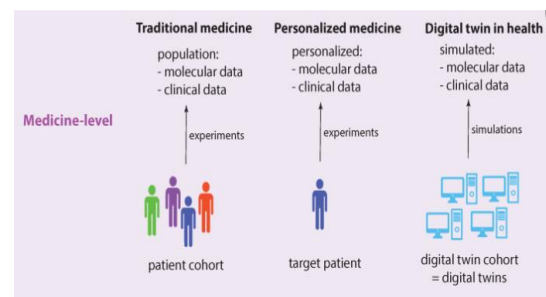 Traditional medicine
Personalized medicine
Digital twin in health
population:
- molecular data
- clinical data
personalized:
- molecular data
- clinical data
simulated:
- molecular data
- clinical data
Medicine-level
experiments
experiments
simulations
patient cohort
target patient
digital twin cohort
= digital twins